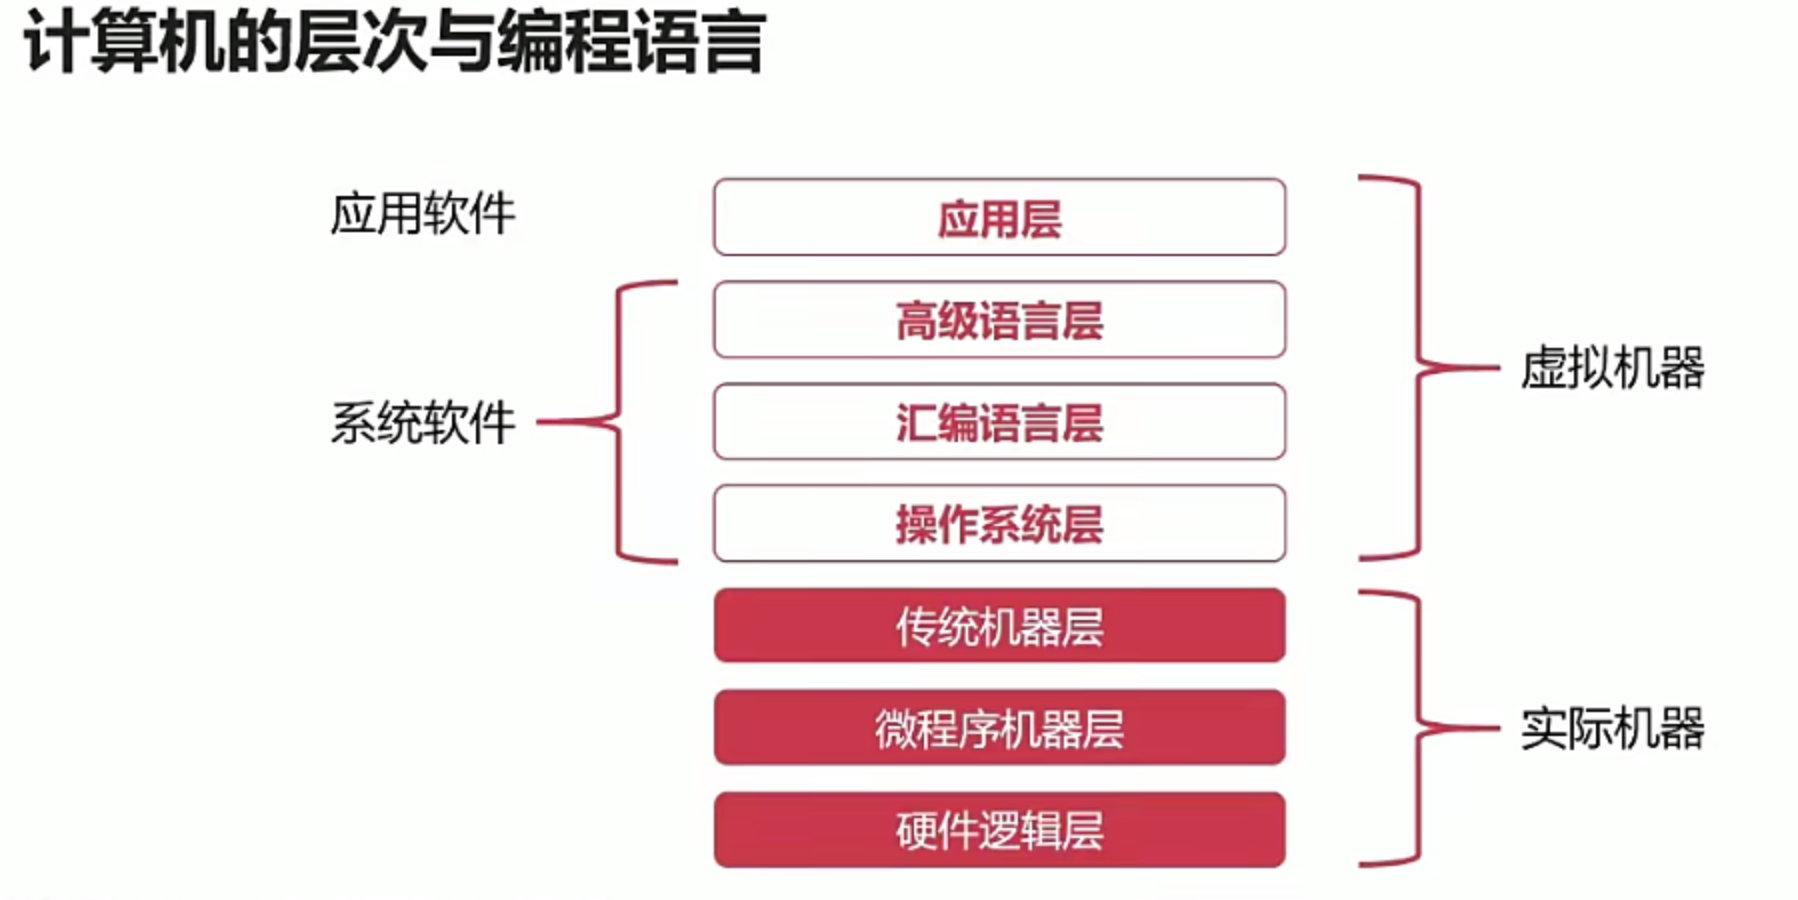 计算机的层次与编程语言
应用软件
应用层
高级语言层
系统软件
汇编语言层
操作系统层
虚拟机器
传统机器层
微程序机器层
硬件逻辑层
实际机器